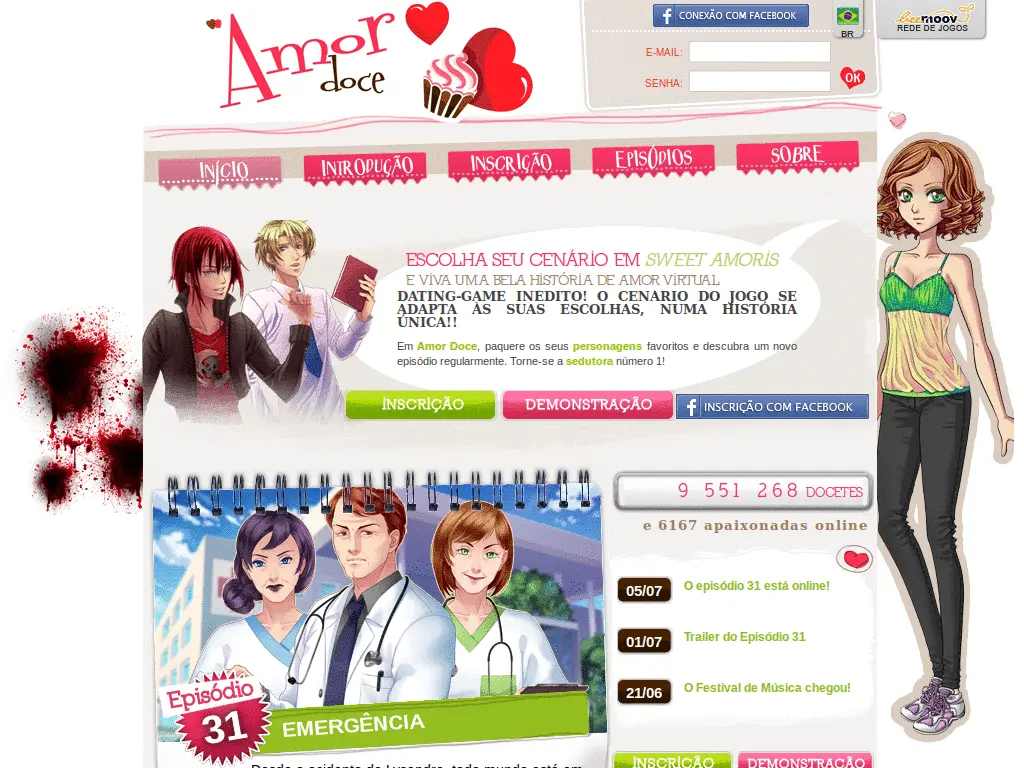 Amor
doce
CONEXÃO COM FACEBOOK
BR
beemoov
REDE DE JOGOS
E-MAIL:
SENHA:
OK
INÍCIO
INTRODUÇÃO
INSCRIÇÃO
EPISÓDIOS
SOBRE
ESCOLHA SEU CENÁRIO EM SWEET AMORIS
E VIVA UMA BELA HISTÓRIA DE AMOR VIRTUAL
DATING-GAME INEDITO! O CENARIO DO JOGO SE
ADAPTA ÀS SUAS ESCOLHAS, NUMA HISTÓRIA
ÚNICA!!
Em Amor Doce, paquere os seus personagens favoritos e descubra um novo
episódio regularmente. Torne-se a sedutora número 1!
INSCRIÇÃO
DEMONSTRAÇÃO
INSCRIÇÃO COM FACEBOOK
9 551 268 DOCETES
e 6167 apaixonadas online
05/07 O episódio 31 está online!
01/07 Trailer do Episódio 31
21/06 O Festival de Música chegou!
Episódio
31
EMERGÊNCIA
Desde o acidente do Lysandre, todo mundo está em
INSCRIÇÃO
DEMONSTRAÇÃO